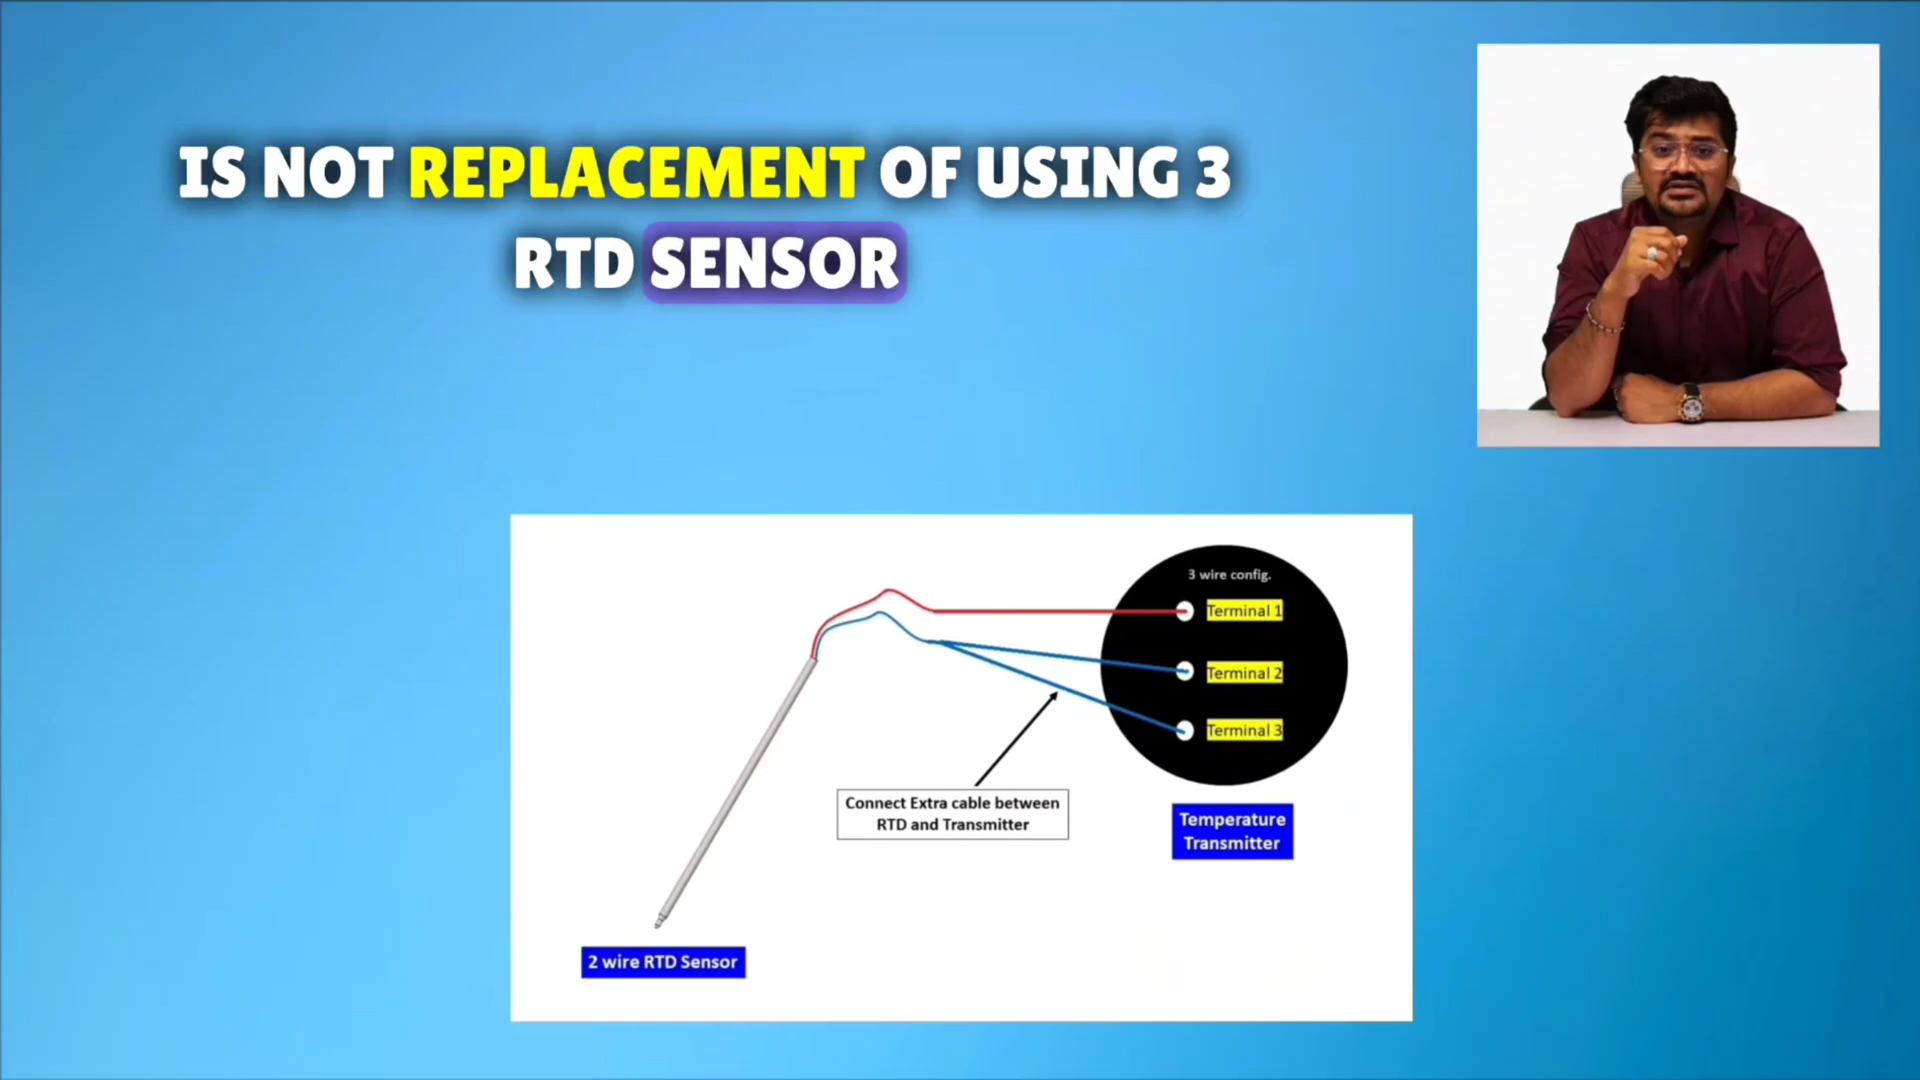 IS NOT REPLACEMENT OF USING 3
RTD SENSOR
3 wire config.
Terminal 1
Terminal 2
Terminal 3
Connect Extra cable between
RTD and Transmitter
Temperature
Transmitter
2 wire RTD Sensor